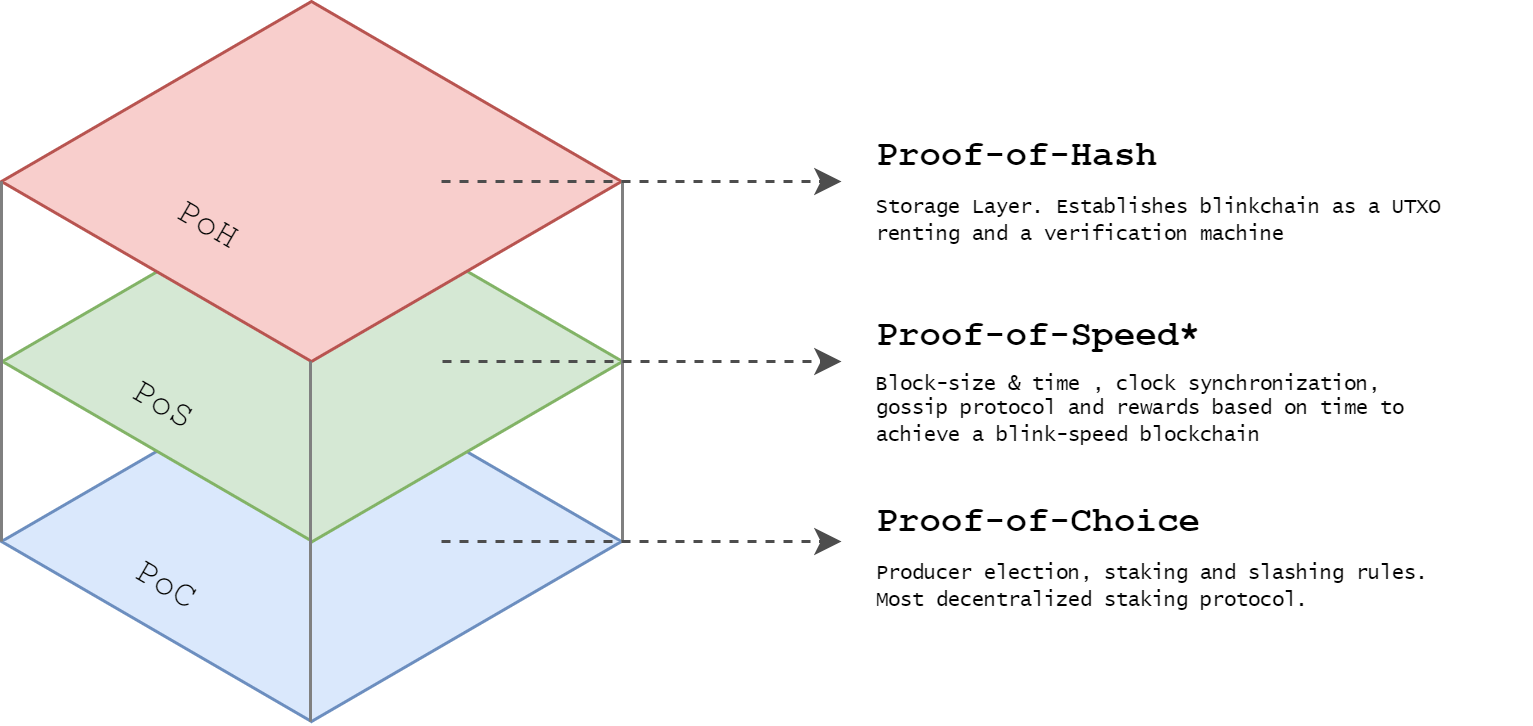 PoH
Proof-of-Hash
Storage Layer. Establishes blinkchain as a UTXO
renting and a verification machine
PoS
Proof-of-Speed*
Block-size & time , clock synchronization,
gossip protocol and rewards based on time to
achieve a blink-speed blockchain
PoC
Proof-of-Choice
Producer election, staking and slashing rules.
Most decentralized staking protocol.